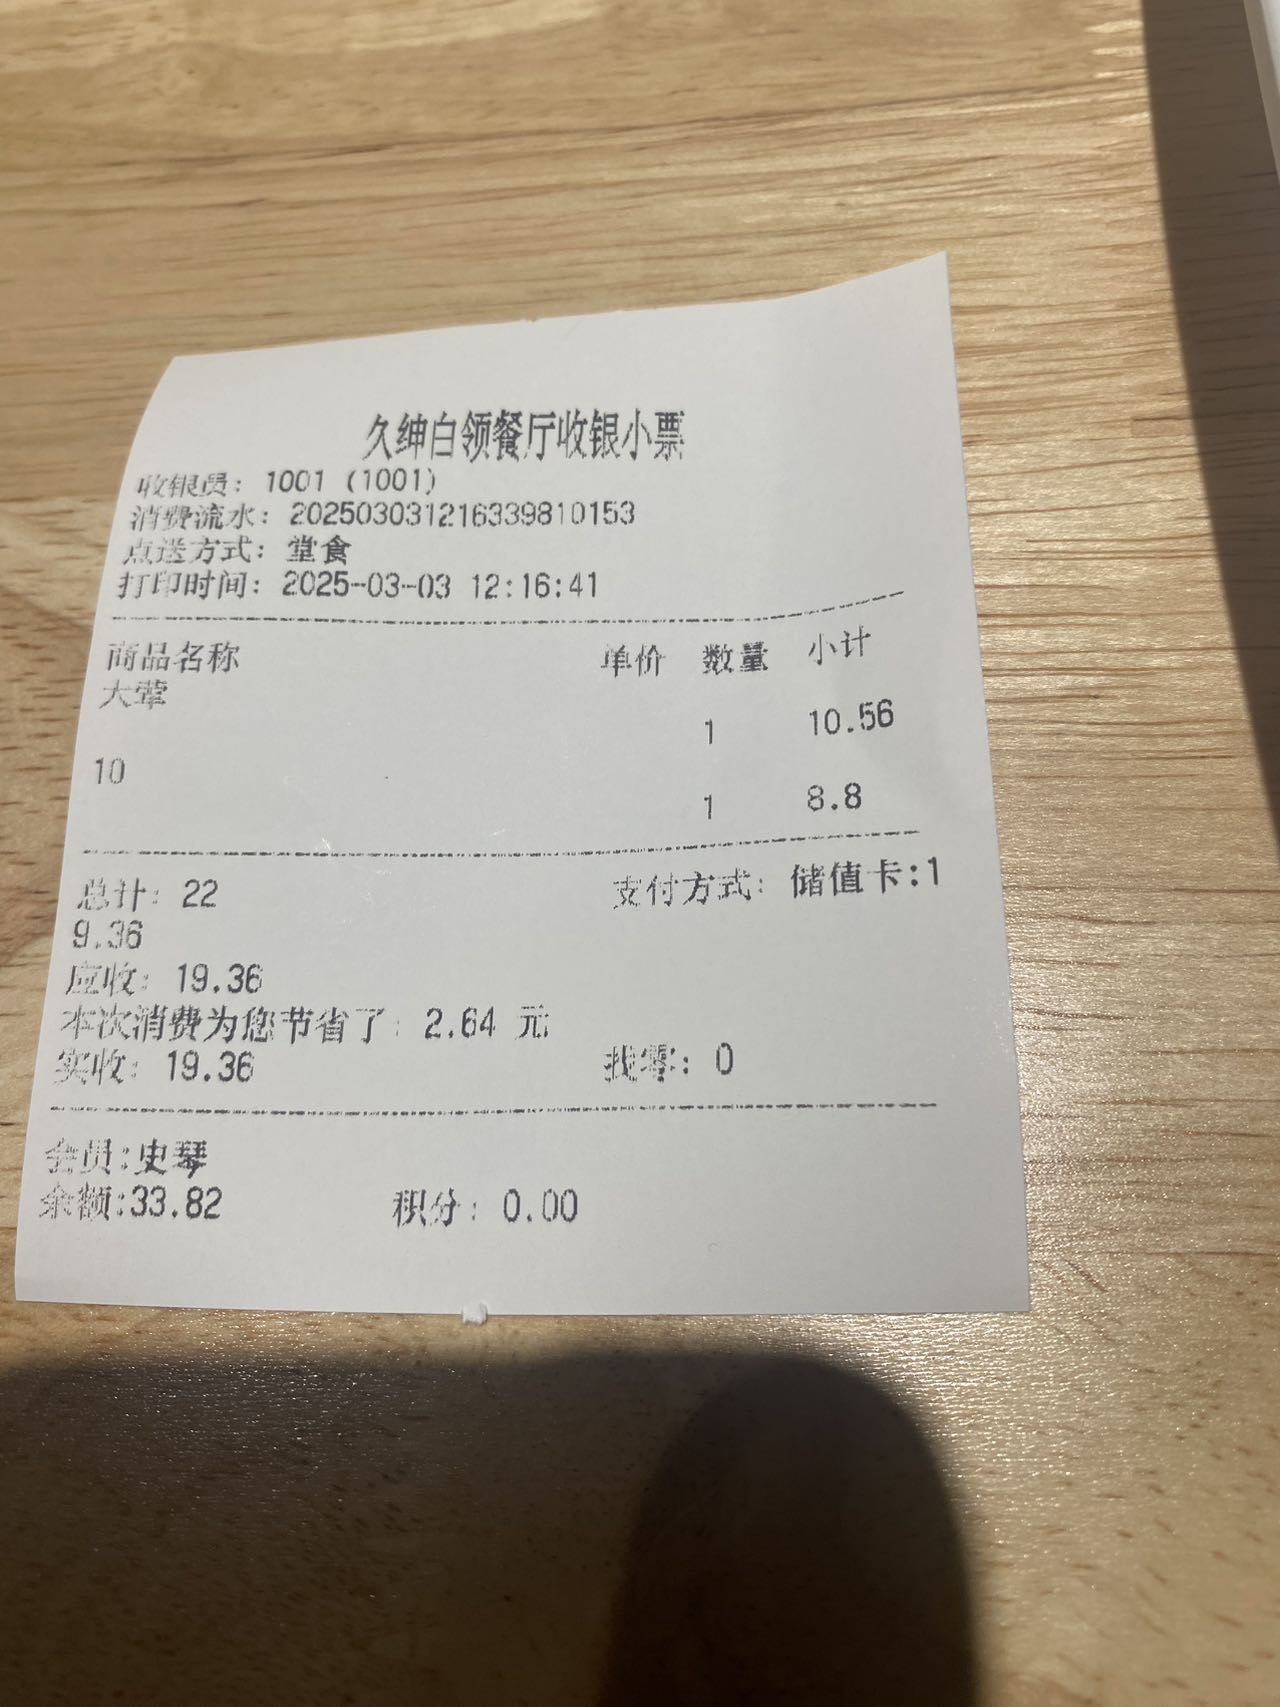 久绅白领餐厅收银小票
收银员: 1001 (1001)
消费流水: 202503031216339810153
点送方式: 堂食
打印时间: 2025-03-03 12:16:41
商品名称 单价 数量 小计
大荤
1 10.56
10
1 8.8
总计: 22 支付方式: 储值卡:1
9.36
应收: 19.36
本次消费为您节省了: 2.64 元
实收: 19.36 找零: 0
会员:史琴
余额:33.82 积分: 0.00